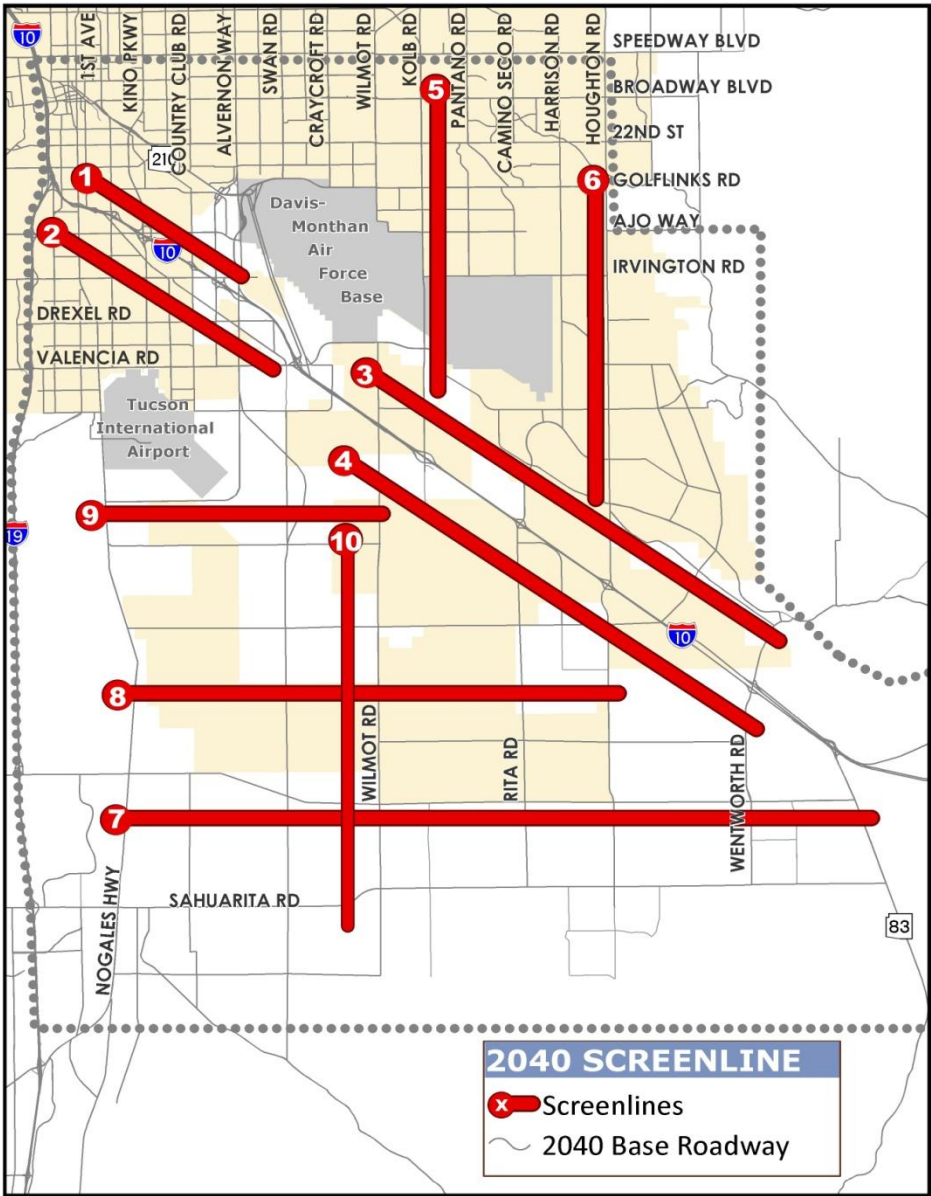 10
1ST AVE
KINO PKWY
COUNTRY CLUB RD
ALVERNON WAY
SWAN RD
CRAYCROFT RD
WILMOT RD
KOLB RD
PANTANO RD
CAMINO SECO RD
HARRISON RD
HOUGHTON RD
SPEEDWAY BLVD
BROADWAY BLVD
22ND ST
GOLFLINKS RD
AJO WAY
IRVINGTON RD
5
210
1
6
2
10
Davis-
Monthan
Air
Force
Base
DREXEL RD
VALENCIA RD
3
Tucson
International
Airport
4
9
19
10
10
8
WILMOT RD
RITA RD
WENTWORTH RD
7
NOGALES HWY
SAHUARITA RD
83
2040 SCREENLINE
x Screenlines
2040 Base Roadway